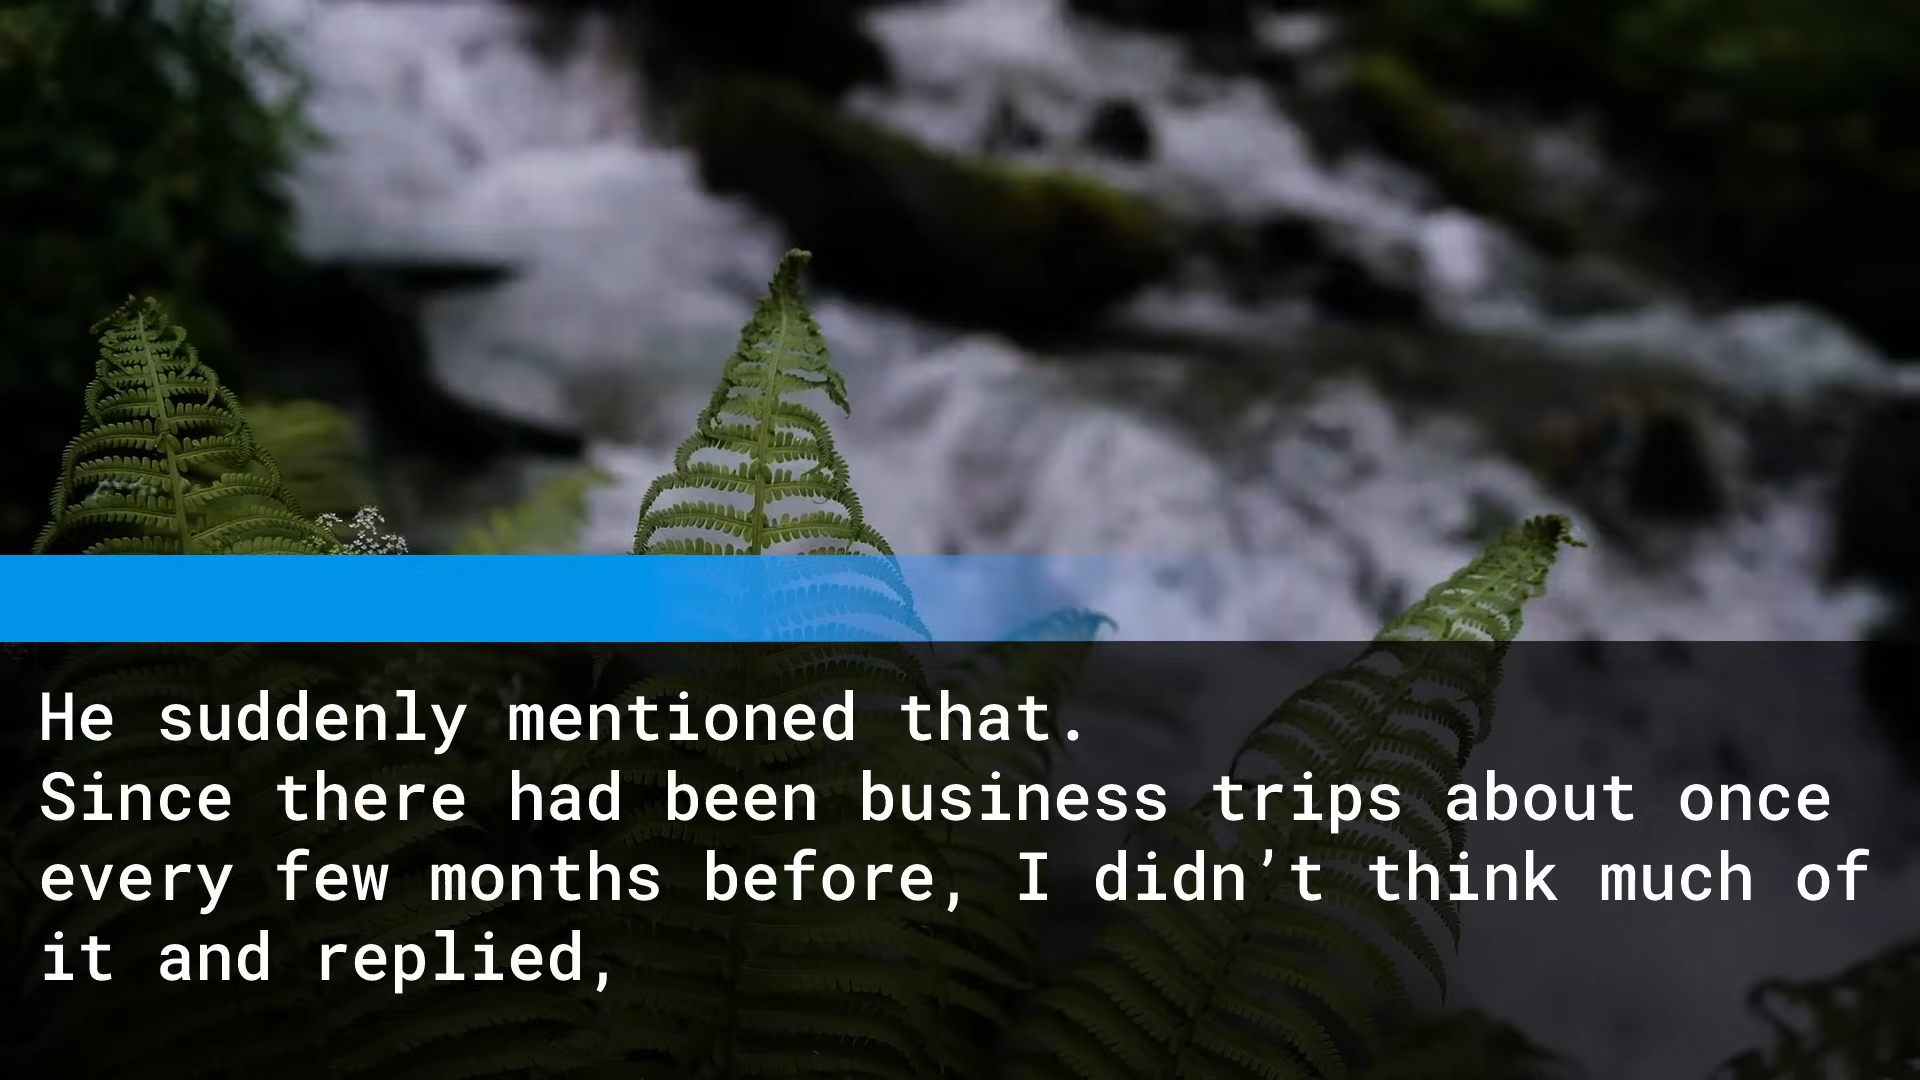 He suddenly mentioned that.
Since there had been business trips about once
every few months before, I didn’t think much of
it and replied,